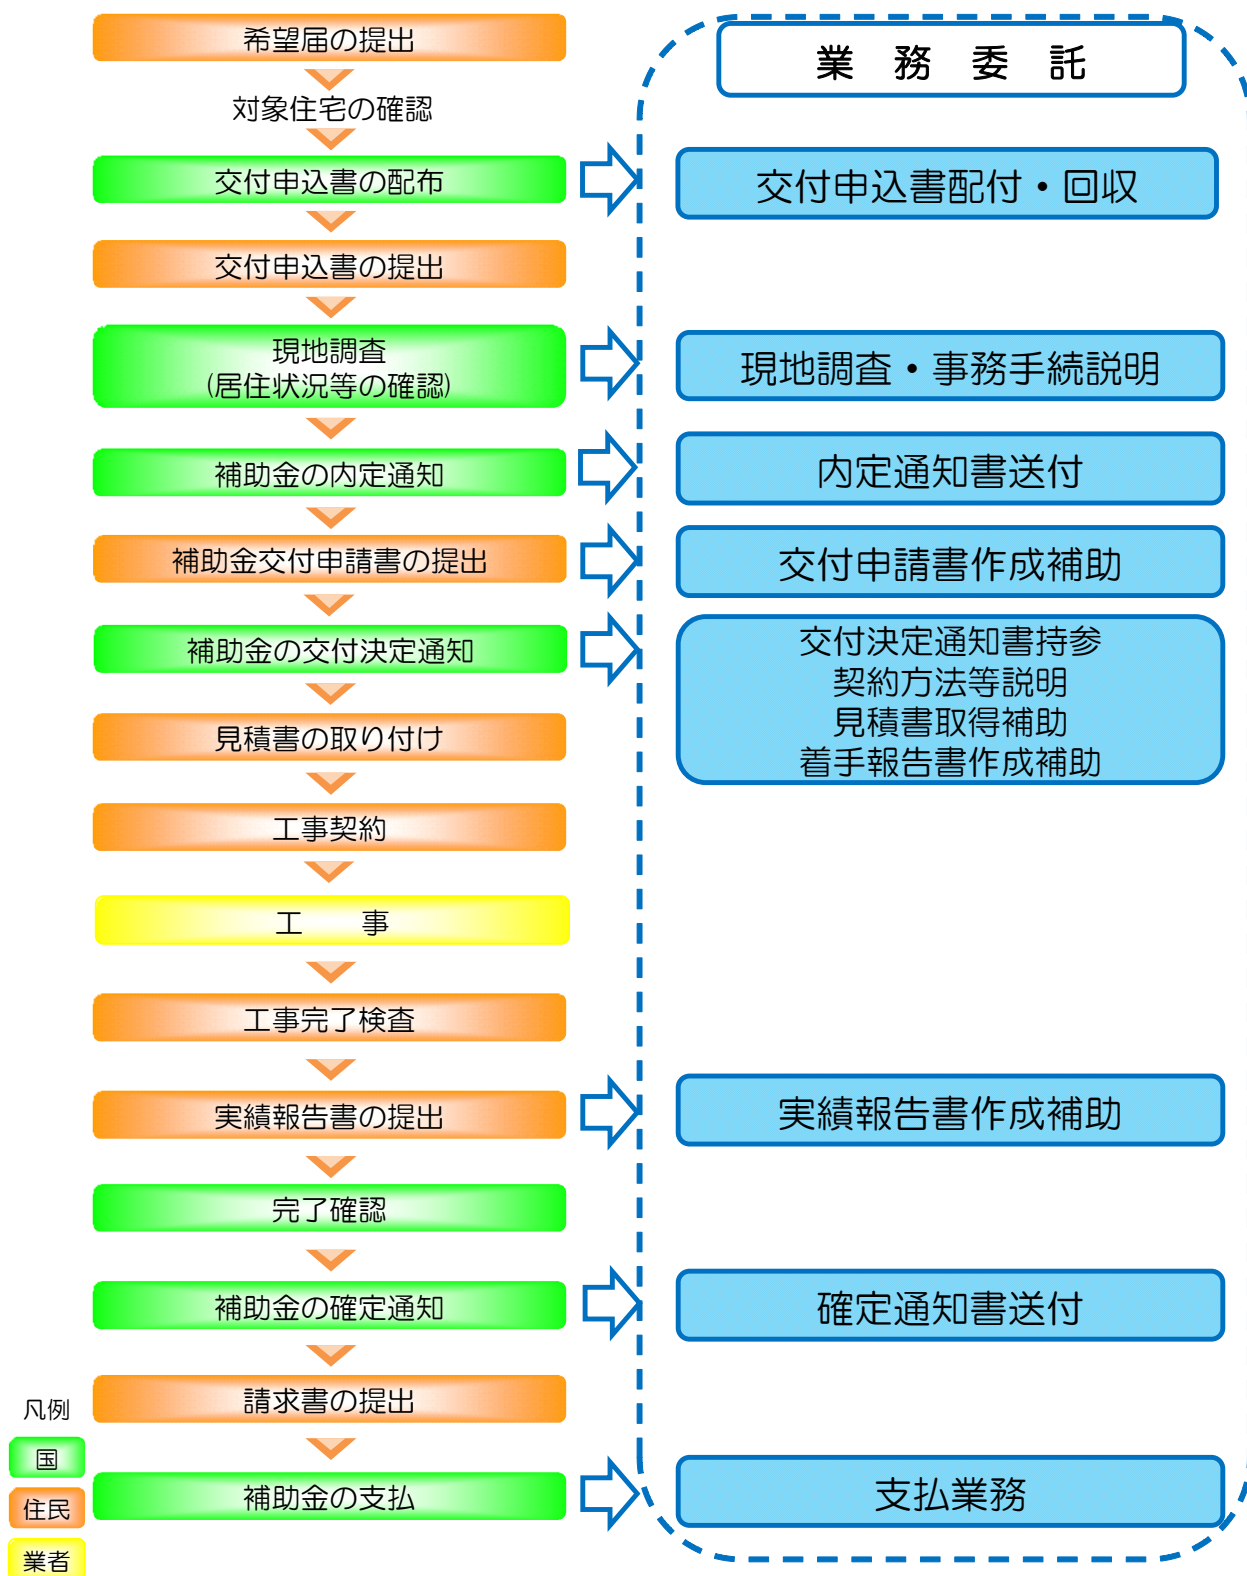 希望届の提出
対象住宅の確認
交付申込書の配布
交付申込書の提出
現地調査
(居住状況等の確認)
補助金の内定通知
補助金交付申請書の提出
補助金の交付決定通知
見積書の取り付け
工事契約
工　事
工事完了検査
実績報告書の提出
完了確認
補助金の確定通知
請求書の提出
補助金の支払
業　務　委　託
交付申込書配付・回収
現地調査・事務手続説明
内定通知書送付
交付申請書作成補助
交付決定通知書持参
契約方法等説明
見積書取得補助
着手報告書作成補助
実績報告書作成補助
確定通知書送付
支払業務
凡例
国
住民
業者